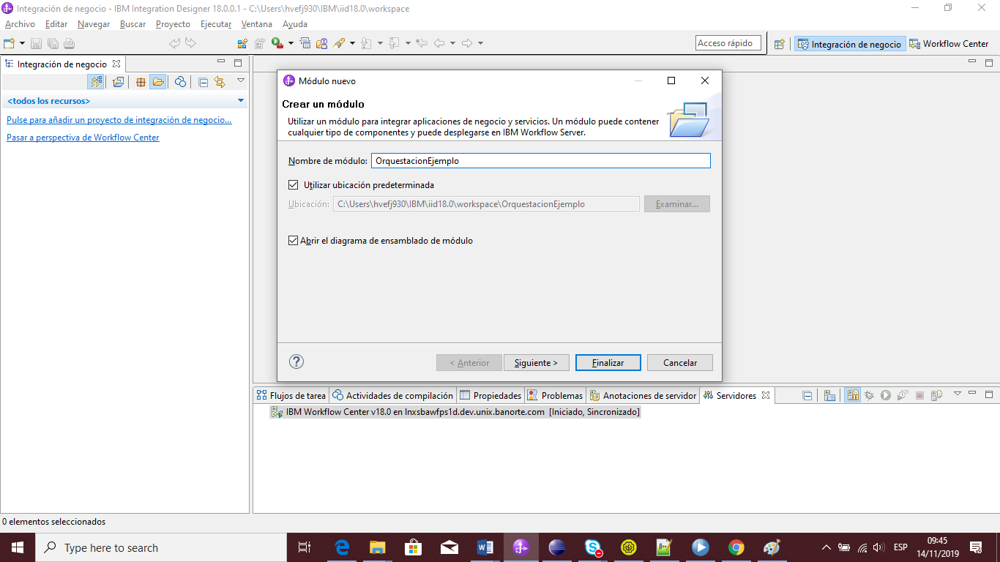 Integración de negocio - IBM Integration Designer 18.0.0.1 - C:\Users\hvefj930\IBM\iid18.0\workspace
Archivo Editar Navegar Buscar Proyecto Ejecutar Ventana Ayuda
Acceso rápido
Integración de negocio
Workflow Center
Integración de negocio
<todos los recursos>
Pulse para añadir un proyecto de integración de negocio...
Pasar a perspectiva de Workflow Center
Módulo nuevo
Crear un módulo
Utilizar un módulo para integrar aplicaciones de negocio y servicios. Un módulo puede contener
cualquier tipo de componentes y puede desplegarse en IBM Workflow Server.
Nombre de módulo: OrquestacionEjemplo
Utilizar ubicación predeterminada
Ubicación: C:\Users\hvefj930\IBM\iid18.0\workspace\OrquestacionEjemplo Examinar...
Abrir el diagrama de ensamblado de módulo
? < Anterior Siguiente > Finalizar Cancelar
Flujos de tarea Actividades de compilación Propiedades Problemas Anotaciones de servidor Servidores
IBM Workflow Center v18.0 en lnxsbawfps1d.dev.unix.banorte.com [Iniciado, Sincronizado]
0 elementos seleccionados
Type here to search
ESP
09:45
14/11/2019